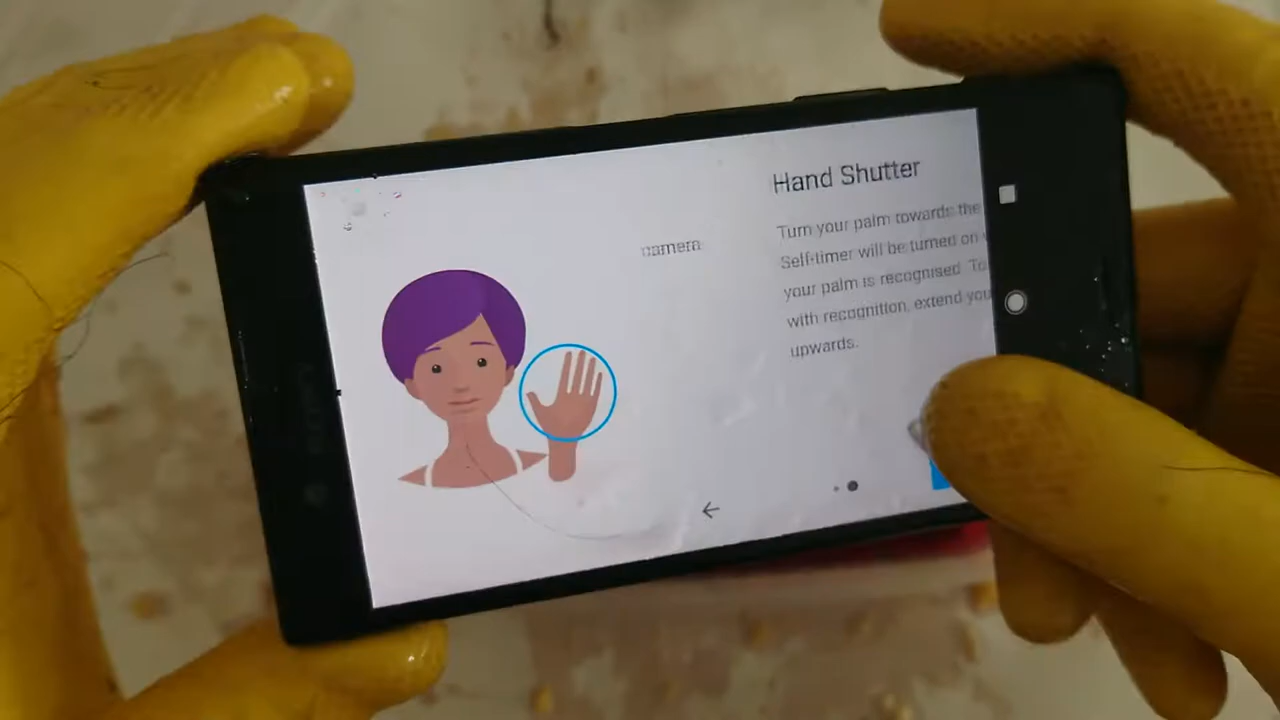 Hand Shutter
camera
Turn your palm towards the
Self-timer will be turned on
your palm is recognised. To
with recognition, extend you
upwards.